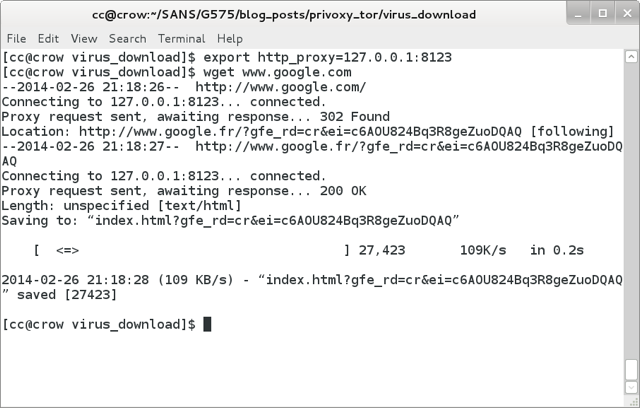 cc@crow:~/SANS/G575/blog_posts/privoxy_tor/virus_download
File Edit View Search Terminal Help
[cc@crow virus_download]$ export http_proxy=127.0.0.1:8123
[cc@crow virus_download]$ wget www.google.com
--2014-02-26 21:18:26--  http://www.google.com/
Connecting to 127.0.0.1:8123... connected.
Proxy request sent, awaiting response... 302 Found
Location: http://www.google.fr/?gfe_rd=cr&ei=c6AOU824Bq3R8geZuoDQAQ [following]
--2014-02-26 21:18:27--  http://www.google.fr/?gfe_rd=cr&ei=c6AOU824Bq3R8geZuoDQ
AQ
Connecting to 127.0.0.1:8123... connected.
Proxy request sent, awaiting response... 200 OK
Length: unspecified [text/html]
Saving to: “index.html?gfe_rd=cr&ei=c6AOU824Bq3R8geZuoDQAQ”
[  <=>                                ] 27,423      109K/s   in 0.2s
2014-02-26 21:18:28 (109 KB/s) - “index.html?gfe_rd=cr&ei=c6AOU824Bq3R8geZuoDQAQ
” saved [27423]
[cc@crow virus_download]$